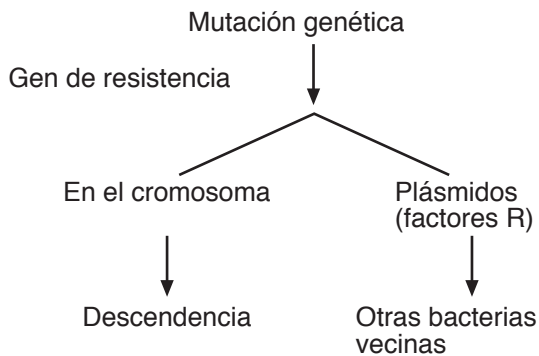 Mutación genética
Gen de resistencia
En el cromosoma
Plásmidos
(factores R)
Descendencia
Otras bacterias
vecinas